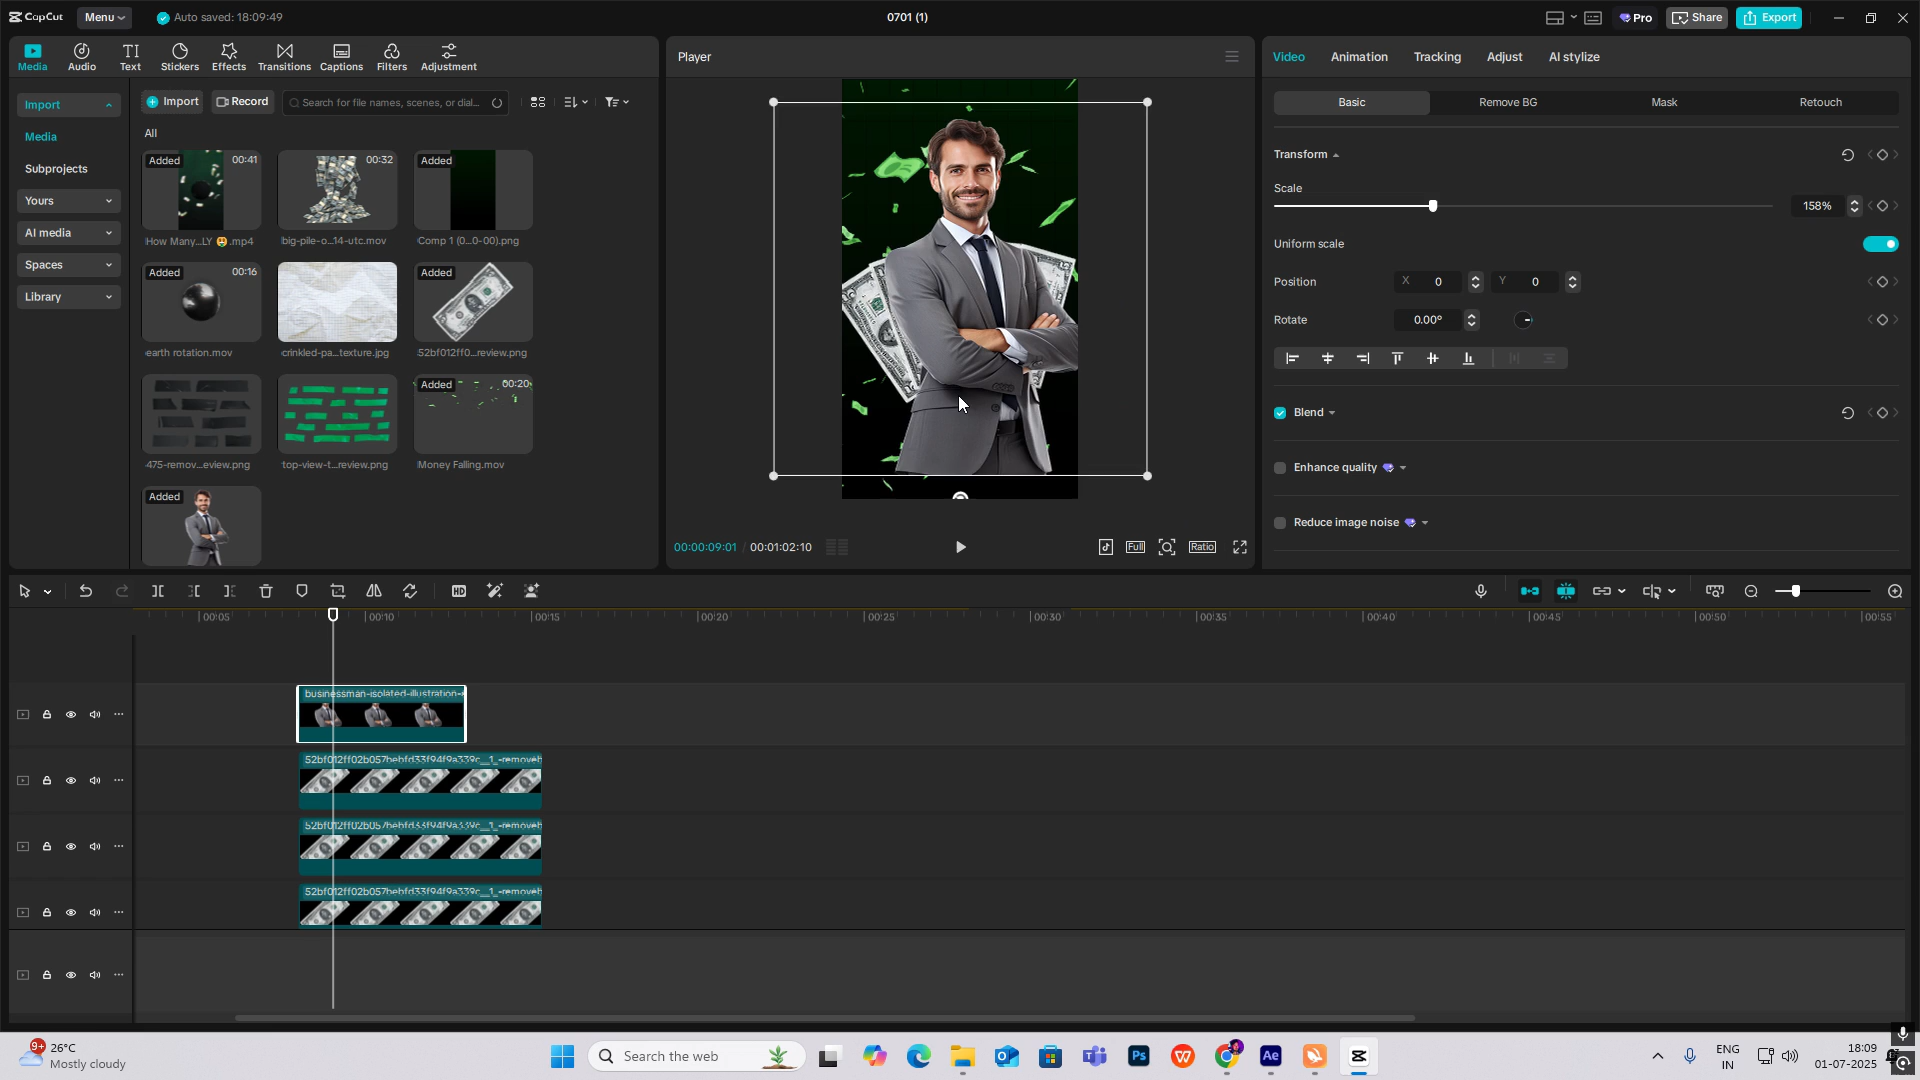 CapCut
Menu
Auto saved: 18:09:49
0701 (1)
Pro
Share
Export
Media
Audio
Text
Stickers
Effects
Transitions
Captions
Filters
Adjustment
Import
Media
Subprojects
Yours
AI media
Spaces
Library
Import
Record
Search for file names, scenes, or dial...
All
Added 00:41
00:32
Added
How Many...LY 🤑.mp4
big-pile-o...14-utc.mov
Comp 1 (0...0-00).png
Added 00:16
Added
earth rotation.mov
crinkled-pa...texture.jpg
52bf012ff0...review.png
Added 00:20
475-remov...eview.png
top-view-t...review.png
Money Falling.mov
Added
Player
00:00:09:01 / 00:01:02:10
Full
Ratio
Video
Animation
Tracking
Adjust
AI stylize
Basic
Remove BG
Mask
Retouch
Transform
Scale
158%
Uniform scale
Position X 0 Y 0
Rotate 0.00°
Blend
Enhance quality
Reduce image noise
00:05 00:10 00:15 00:20 00:25 00:30 00:35 00:40 00:45 00:50 00:55
businessman-isolated-illustration-
52bf012ff02b057bebfd33f94f9a339c__1_-removeb
52bf012ff02b057bebfd33f94f9a339c__1_-removeb
52bf012ff02b057bebfd33f94f9a339c__1_-removeb
9+
26°C
Mostly cloudy
Search the web
Ps
Ae
ENG
IN
18:09
01-07-2025